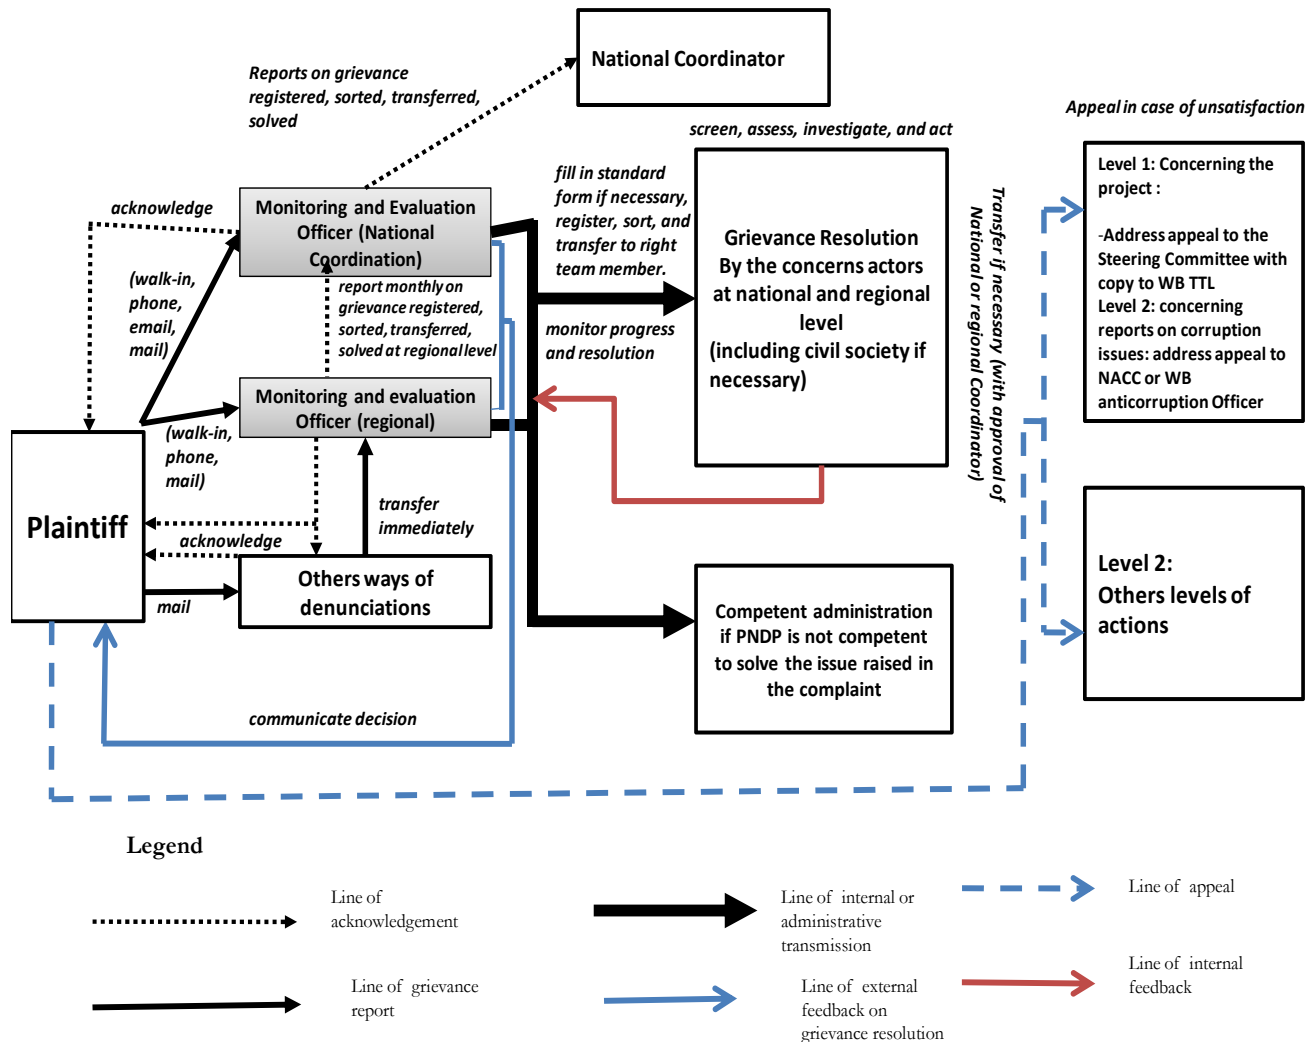 National Coordinator
Reports on grievance
registered, sorted, transferred,
solved
Appeal in case of unsatisfaction
screen, assess, investigate, and act
Level 1: Concerning the
project :
-Address appeal to the
Steering Committee with
copy to WB TTL
Level 2: concerning
reports on corruption
issues: address appeal to
NACC or WB
anticorruption Officer
fill in standard
form if necessary,
register, sort, and
transfer to right
team member.
Transfer if necessary (with approval of
National or regional Coordinator)
acknowledge
Monitoring and Evaluation
Officer (National
Coordination)
Grievance Resolution
By the concerns actors
at national and regional
level
(including civil society if
necessary)
(walk-in,
phone,
email,
mail)
report monthly on
grievance registered,
sorted, transferred,
solved at regional level
monitor progress
and resolution
Monitoring and evaluation
Officer (regional)
(walk-in,
phone,
mail)
Plaintiff
transfer
immediately
acknowledge
Others ways of
denunciations
mail
Level 2:
Others levels of
actions
Competent administration
if PNDP is not competent
to solve the issue raised in
the complaint
communicate decision
Legend
Line of
acknowledgement
Line of internal or
administrative
transmission
Line of appeal
Line of grievance
report
Line of external
feedback on
grievance resolution
Line of internal
feedback